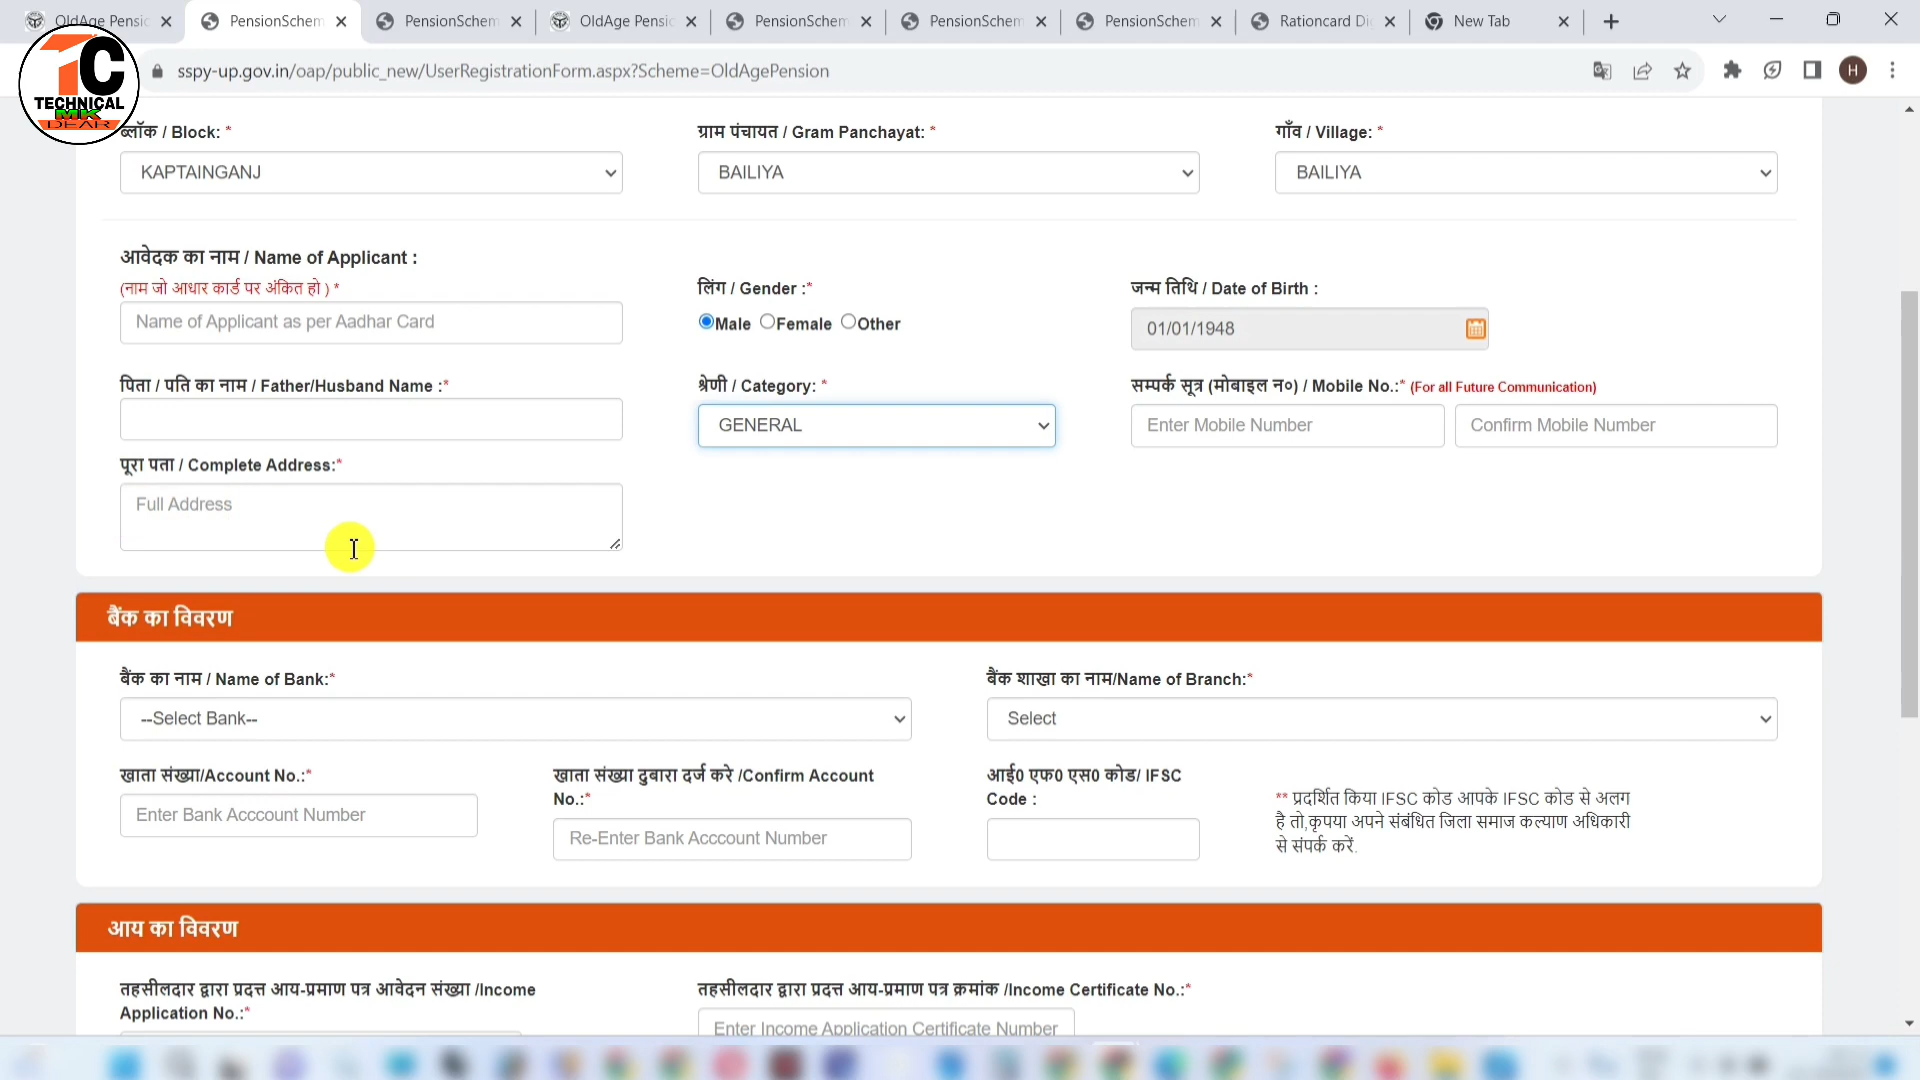 OldAge Pensic
PensionSchem
PensionSchem
OldAge Pensic
PensionSchem
PensionSchem
PensionSchem
Rationcard Di
New Tab
sspy-up.gov.in/oap/public_new/UserRegistrationForm.aspx?Scheme=OldAgePension
H
TC
TECHNICAL
MK
DEAR
ब्लॉक / Block: *
ग्राम पंचायत / Gram Panchayat: *
गाँव / Village: *
KAPTAINGANJ
BAILIYA
BAILIYA
आवेदक का नाम / Name of Applicant :
(नाम जो आधार कार्ड पर अंकित हो ) *
लिंग / Gender :*
जन्म तिथि / Date of Birth :
Name of Applicant as per Aadhar Card
Male Female Other
01/01/1948
पिता / पति का नाम / Father/Husband Name :*
श्रेणी / Category: *
सम्पर्क सूत्र (मोबाइल न०) / Mobile No.:* (For all Future Communication)
GENERAL
Enter Mobile Number
Confirm Mobile Number
पूरा पता / Complete Address:*
Full Address
बैंक का विवरण
बैंक का नाम / Name of Bank:*
बैंक शाखा का नाम/Name of Branch:*
--Select Bank--
Select
खाता संख्या/Account No.:*
खाता संख्या दुबारा दर्ज करे /Confirm Account
No.:*
आई0 एफ0 एस0 कोड/ IFSC
Code :
Enter Bank Acccount Number
Re-Enter Bank Acccount Number
** प्रदर्शित किया IFSC कोड आपके IFSC कोड से अलग
है तो,कृपया अपने संबंधित जिला समाज कल्याण अधिकारी
से संपर्क करें.
आय का विवरण
तहसीलदार द्वारा प्रदत्त आय-प्रमाण पत्र आवेदन संख्या /Income
Application No.:*
तहसीलदार द्वारा प्रदत्त आय-प्रमाण पत्र क्रमांक /Income Certificate No.:*
Enter Income Application Certificate Number